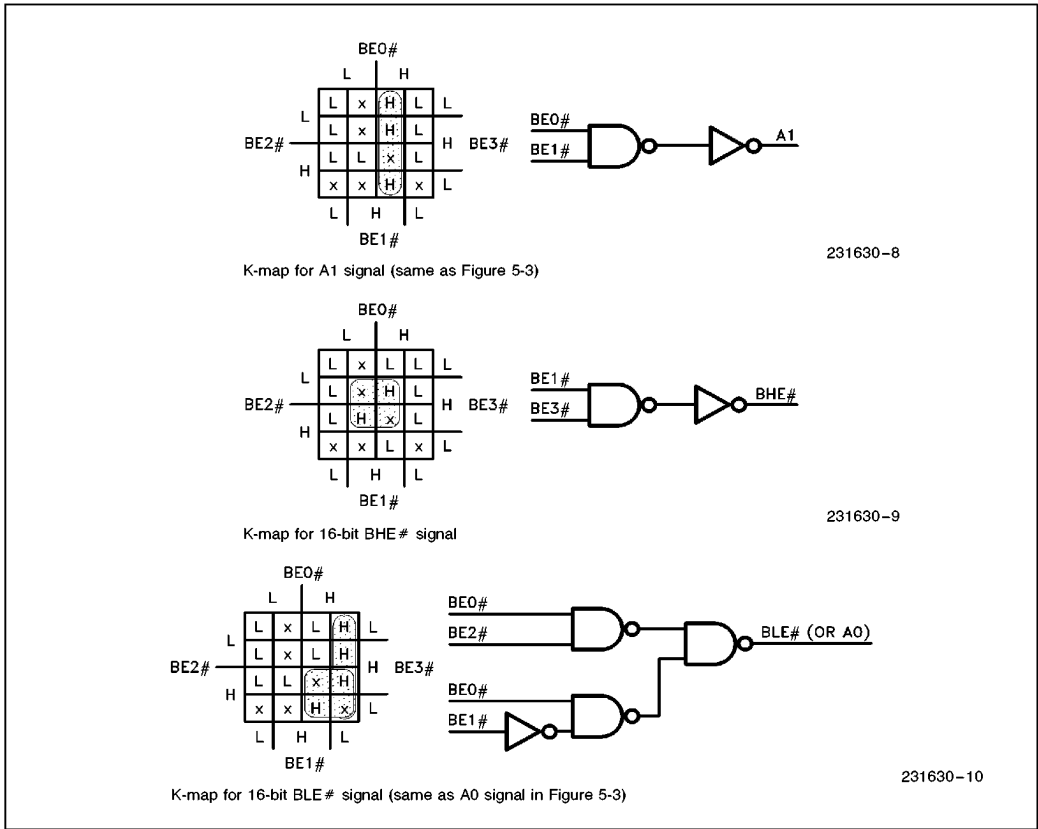 BE0#
L H
L x H L L
L
L x H L
BE2# H BE3#
L L x L
H
x x H x L
L H L
BE1#
BE0#
BE1#
A1
231630-8
K-map for A1 signal (same as Figure 5-3)
BE0#
L H
L x L L L
L
L x H L
BE2# H BE3#
L H x L
H
x x L x L
L H L
BE1#
BE1#
BE3#
BHE#
231630-9
K-map for 16-bit BHE# signal
BE0#
L H
L x L H L
L
L x L H
BE2# H BE3#
L L x H
H
x x H x L
L H L
BE1#
BE0#
BE2#
BE0#
BE1#
BLE# (OR A0)
231630-10
K-map for 16-bit BLE# signal (same as A0 signal in Figure 5-3)